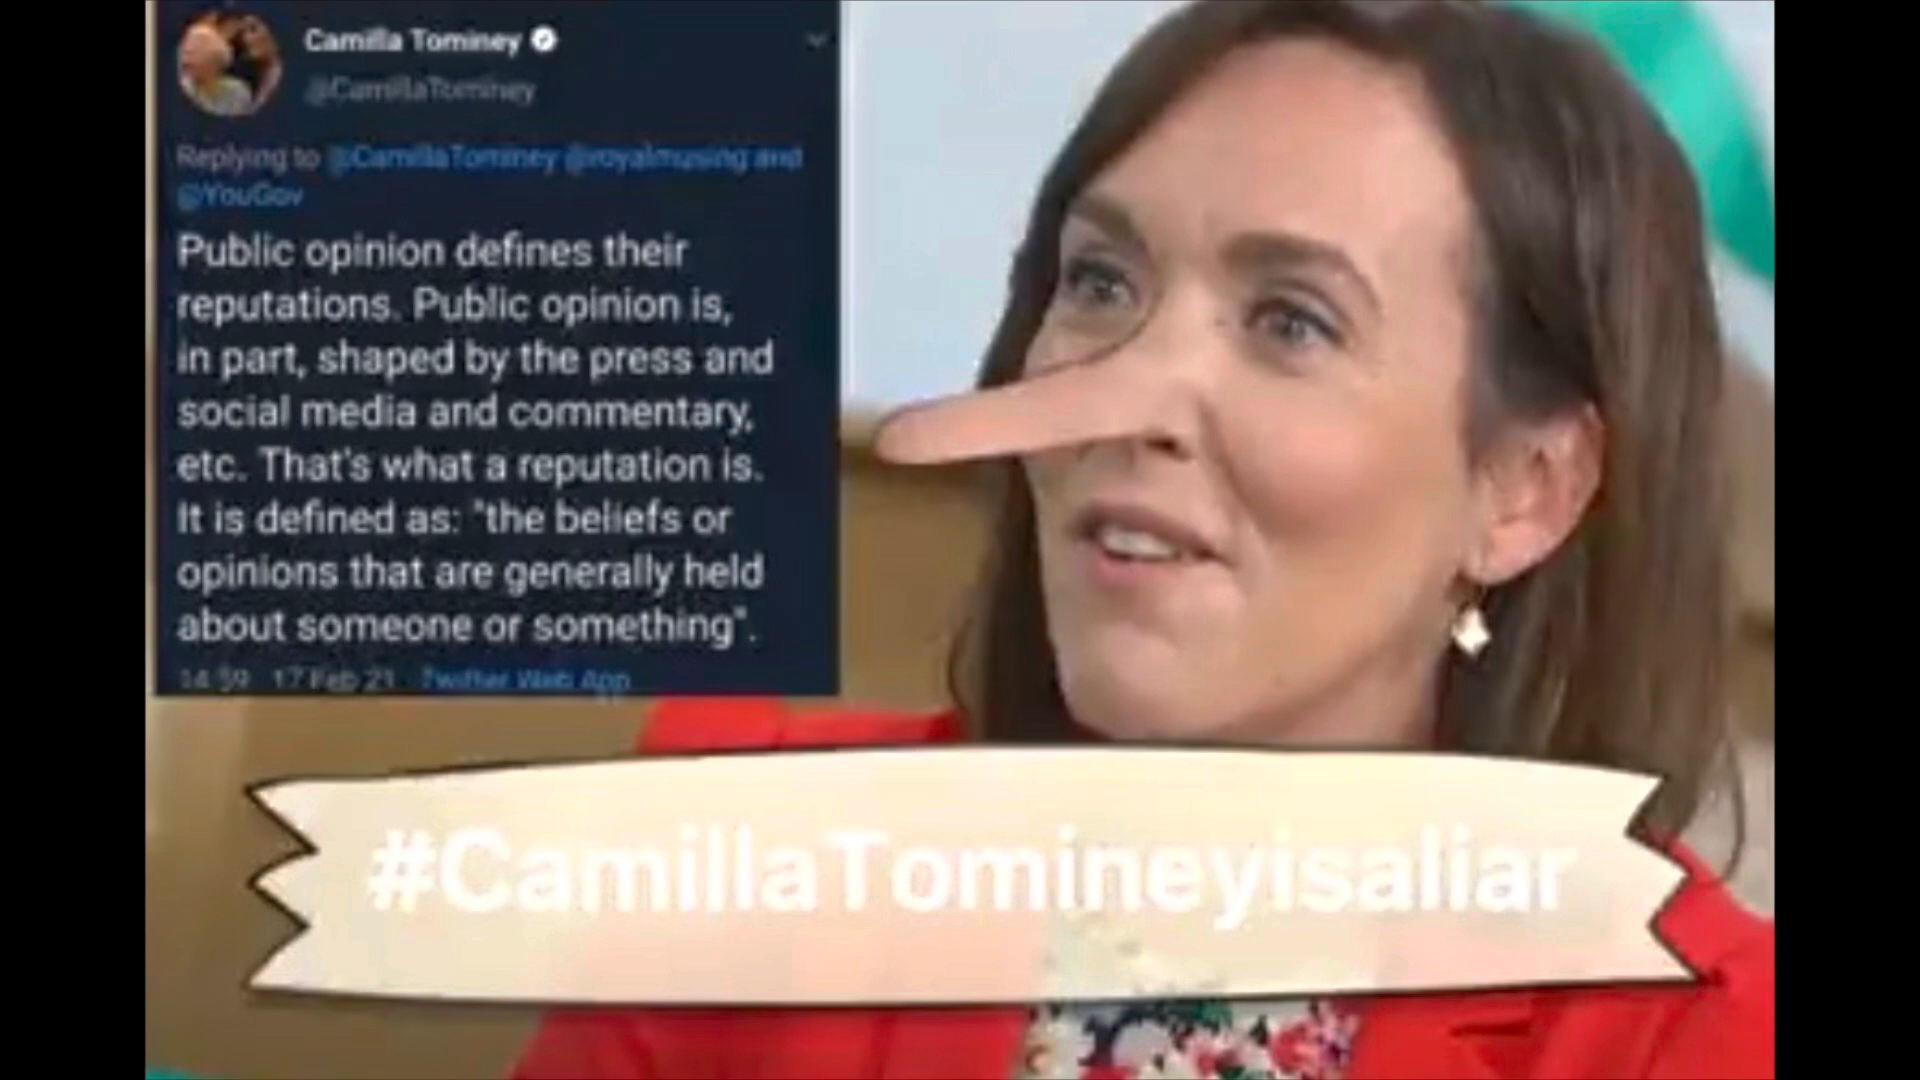 Camilla Tominey
@CamillaTominey
Replying to @CamillaTominey @royalmusing and
@YouGov
Public opinion defines their
reputations. Public opinion is,
in part, shaped by the press and
social media and commentary,
etc. That's what a reputation is.
It is defined as: "the beliefs or
opinions that are generally held
about someone or something".
14:39 17 Feb 21 Twitter Web App
#CamillaTomineyisaliar